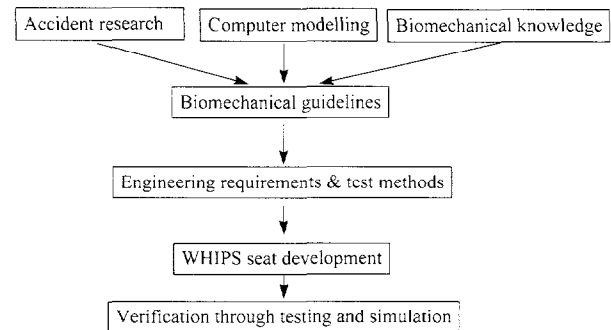 Accident research
Computer modelling
Biomechanical knowledge
Biomechanical guidelines
Engineering requirements & test methods
WHIPS seat development
Verification through testing and simulation